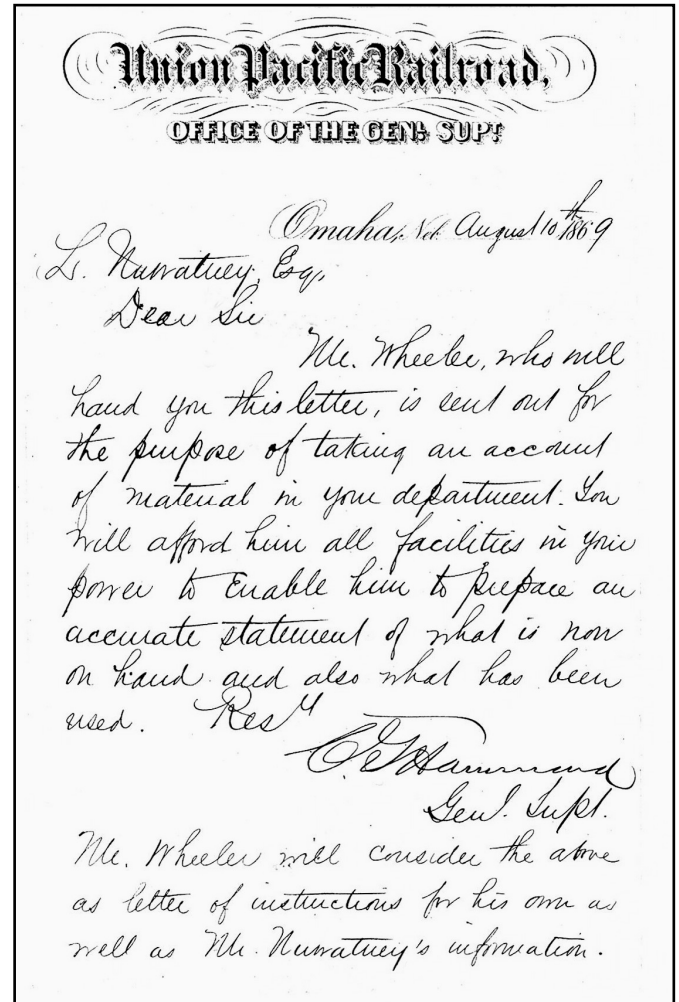 Union Pacific Railroad,
OFFICE OF THE GENL. SUPT
Omaha, Neb. August 10th 1869
L. Esq,
Dear Sir
Mr. Wheeler, who will
hand you this letter, is sent out for
the purpose of taking an account
of material in your department. You
will afford him all facilities in your
power to Enable him to prepare an
accurate statement of what is now
on hand and also what has been
used. Resy
C. G. Hammond
Genl. Supt.
Mr. Wheeler will consider the above
as letter of instructions for his own as
well as Mr. information.